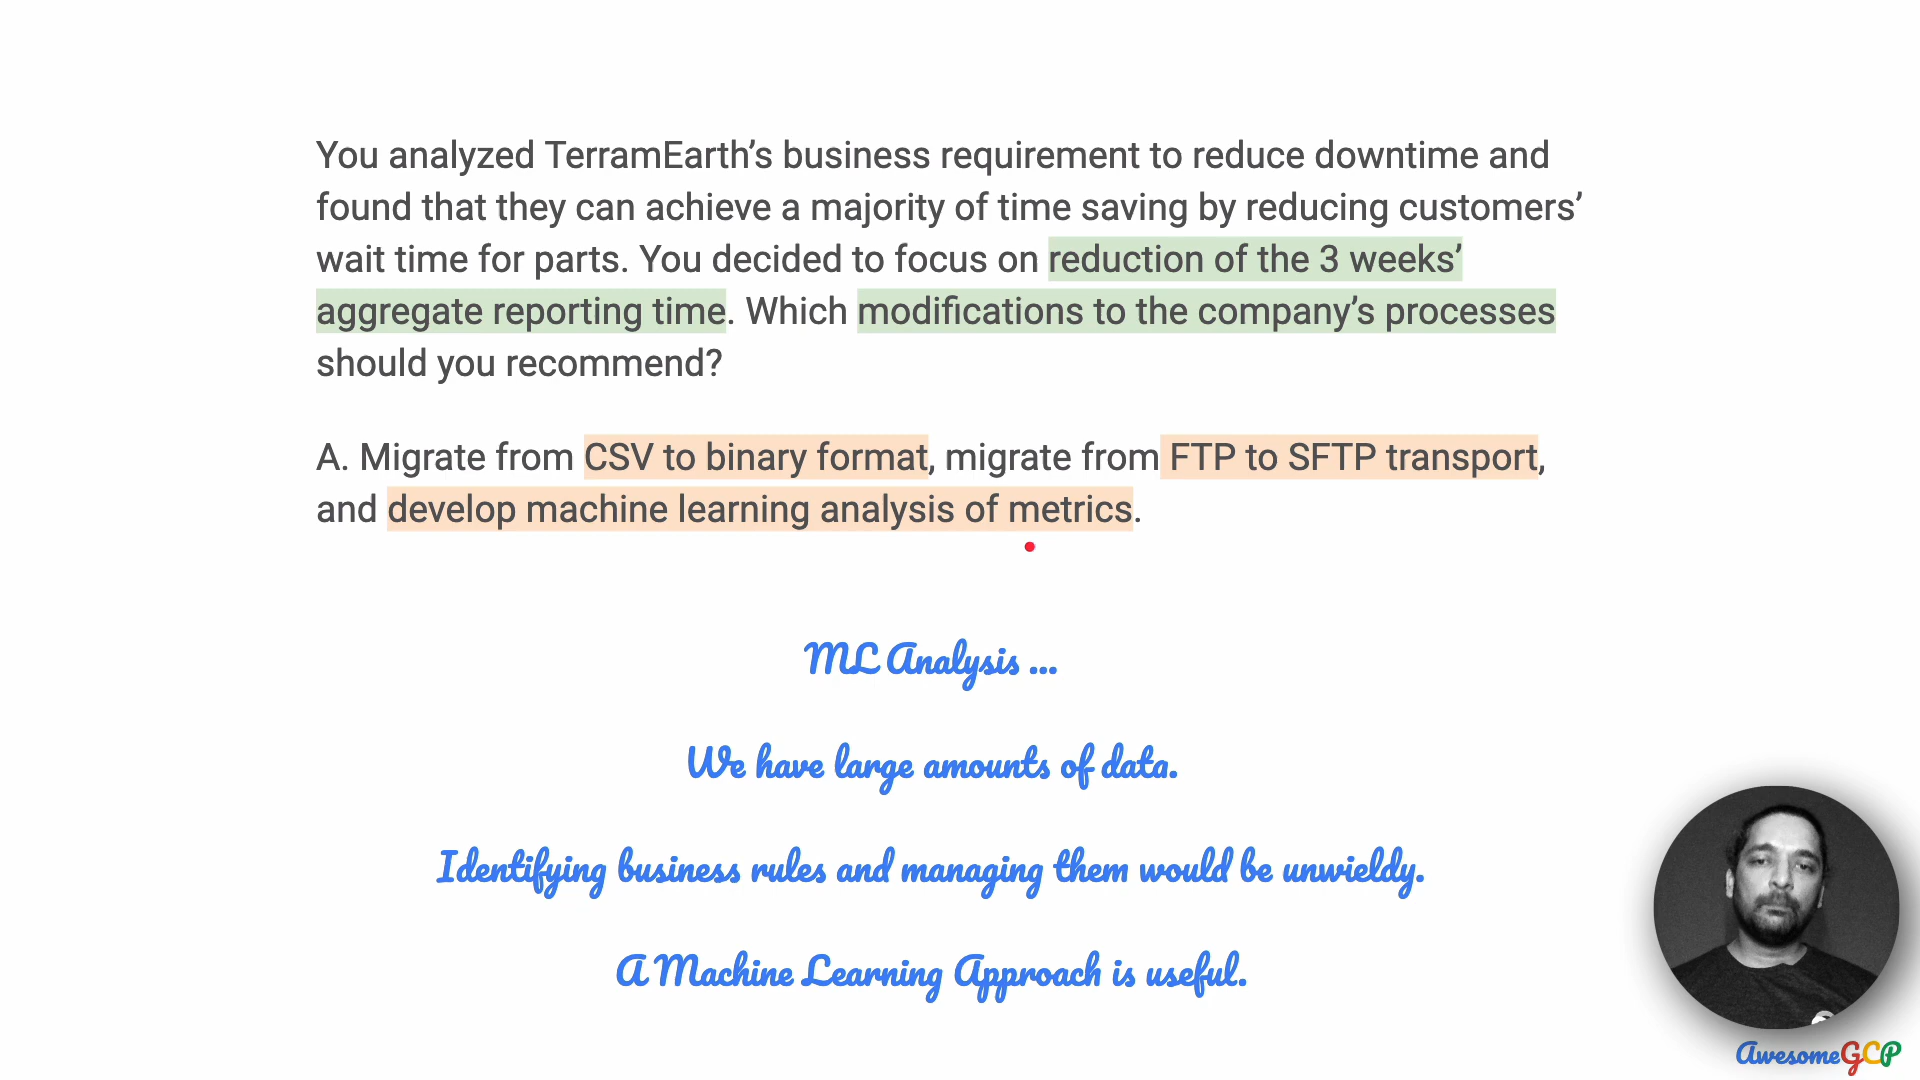 You analyzed TerramEarth’s business requirement to reduce downtime and
found that they can achieve a majority of time saving by reducing customers’
wait time for parts. You decided to focus on reduction of the 3 weeks’
aggregate reporting time. Which modifications to the company’s processes
should you recommend?
A. Migrate from CSV to binary format, migrate from FTP to SFTP transport,
and develop machine learning analysis of metrics.
ML Analysis ...
We have large amounts of data.
Identifying business rules and managing them would be unwieldy.
A Machine Learning Approach is useful.
AwesomeGCP